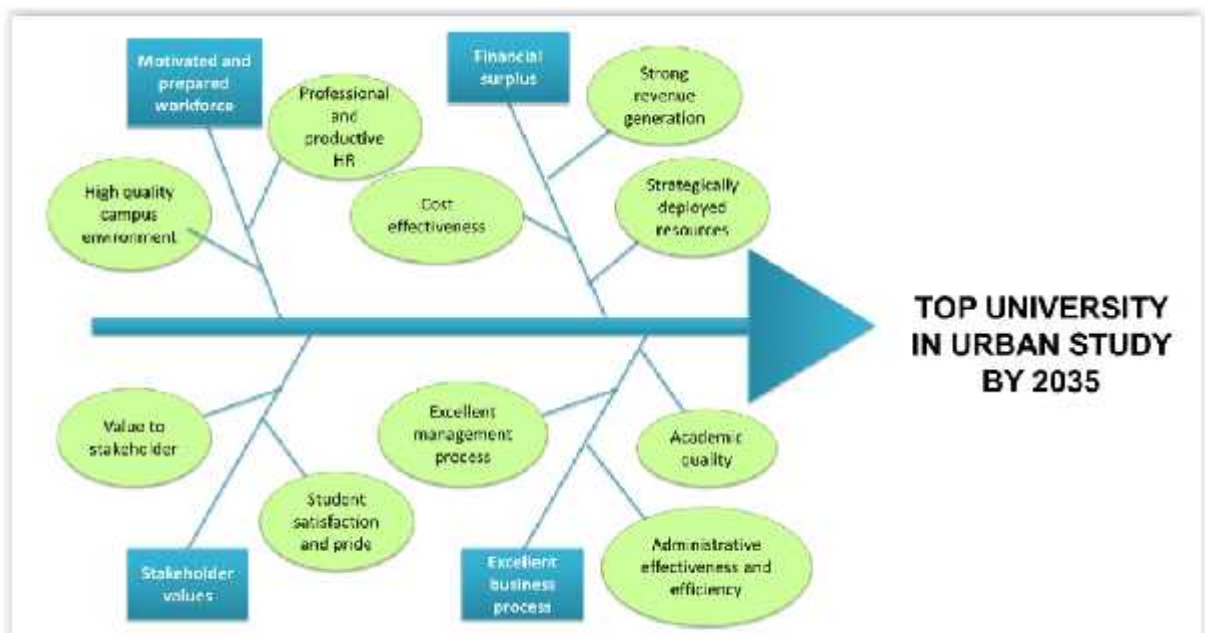 Motivated and
prepared
workforce
Professional
and
productive
HR
High quality
campus
environment
Financial
surplus
Strong
revenue
generation
Cost
effectiveness
Strategically
deployed
resources
TOP UNIVERSITY
IN URBAN STUDY
BY 2035
Value to
stakeholder
Student
satisfaction
and pride
Stakeholder
values
Excellent
management
process
Academic
quality
Administrative
effectiveness and
efficiency
Excellent
business
process